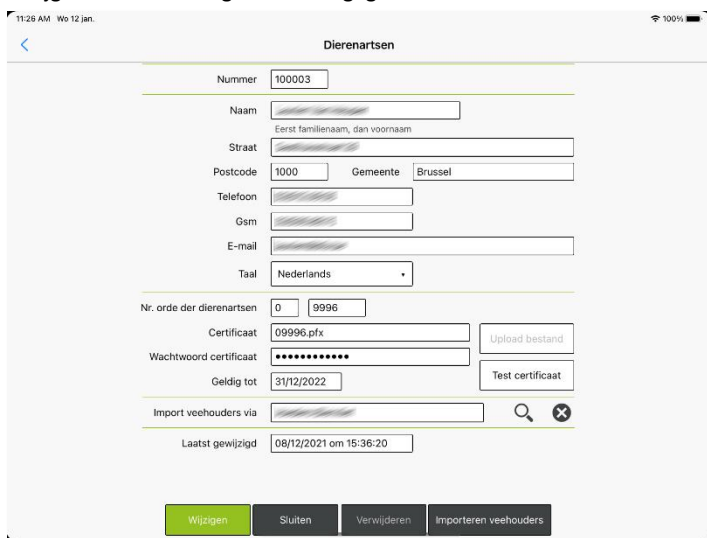 11:26 AM Wo 12 jan. 100%
Dierenartsen
Nummer 100003
Naam
Eerst familienaam, dan voornaam
Straat
Postcode 1000 Gemeente Brussel
Telefoon
Gsm
E-mail
Taal Nederlands
Nr. orde der dierenartsen 0 9996
Certificaat 09996.pfx Upload bestand
Wachtwoord certificaat ●●●●●●●●●●●●
Geldig tot 31/12/2022 Test certificaat
Import veehouders via
Laatst gewijzigd 08/12/2021 om 15:36:20
Wijzigen Sluiten Verwijderen Importeren veehouders